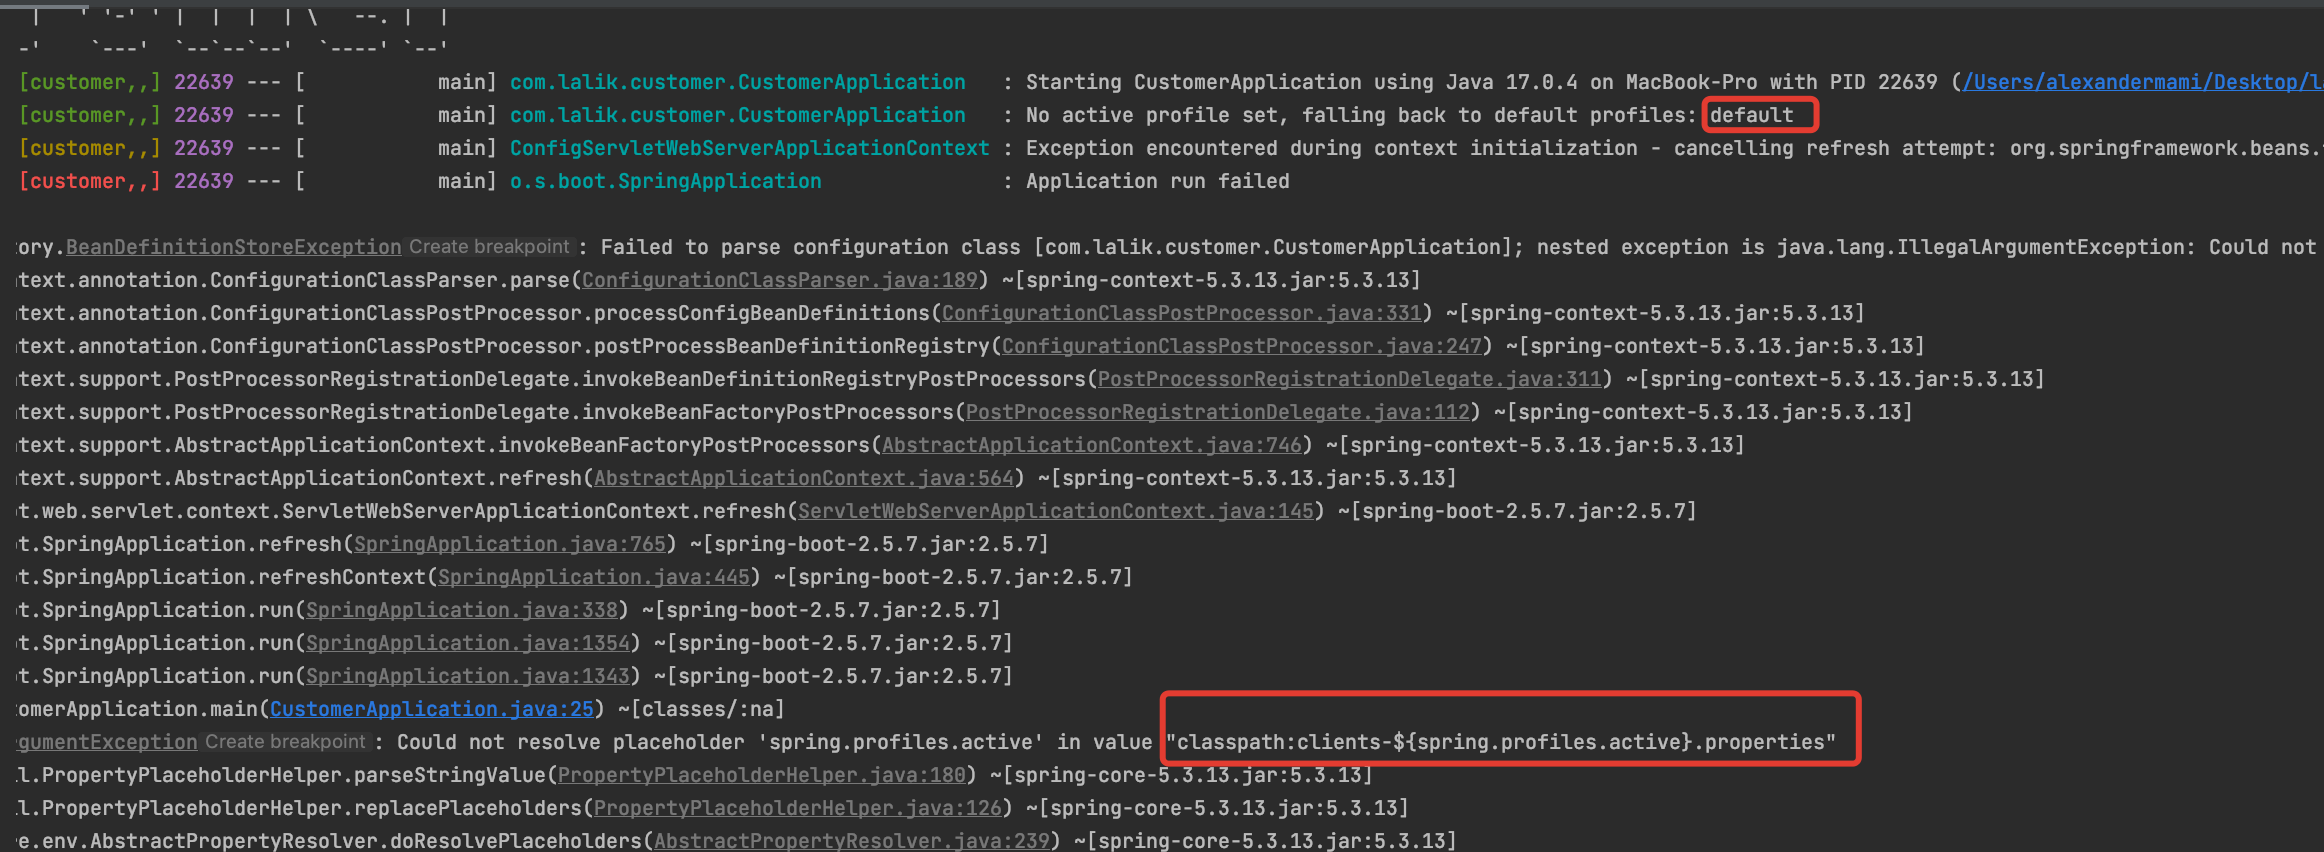 |    ' '-' ' |  |  |  | \   --. |  |
-'    `---'  `--`--`--'  `----' `--'
[customer,,] 22639 --- [           main] com.lalik.customer.CustomerApplication   : Starting CustomerApplication using Java 17.0.4 on MacBook-Pro with PID 22639 (/Users/alexandermami/Desktop/l
[customer,,] 22639 --- [           main] com.lalik.customer.CustomerApplication   : No active profile set, falling back to default profiles: default
[customer,,] 22639 --- [           main] ConfigServletWebServerApplicationContext : Exception encountered during context initialization - cancelling refresh attempt: org.springframework.beans.
[customer,,] 22639 --- [           main] o.s.boot.SpringApplication               : Application run failed
ory.BeanDefinitionStoreException Create breakpoint : Failed to parse configuration class [com.lalik.customer.CustomerApplication]; nested exception is java.lang.IllegalArgumentException: Could not
text.annotation.ConfigurationClassParser.parse(ConfigurationClassParser.java:189) ~[spring-context-5.3.13.jar:5.3.13]
text.annotation.ConfigurationClassPostProcessor.processConfigBeanDefinitions(ConfigurationClassPostProcessor.java:331) ~[spring-context-5.3.13.jar:5.3.13]
text.annotation.ConfigurationClassPostProcessor.postProcessBeanDefinitionRegistry(ConfigurationClassPostProcessor.java:247) ~[spring-context-5.3.13.jar:5.3.13]
text.support.PostProcessorRegistrationDelegate.invokeBeanDefinitionRegistryPostProcessors(PostProcessorRegistrationDelegate.java:311) ~[spring-context-5.3.13.jar:5.3.13]
text.support.PostProcessorRegistrationDelegate.invokeBeanFactoryPostProcessors(PostProcessorRegistrationDelegate.java:112) ~[spring-context-5.3.13.jar:5.3.13]
text.support.AbstractApplicationContext.invokeBeanFactoryPostProcessors(AbstractApplicationContext.java:746) ~[spring-context-5.3.13.jar:5.3.13]
text.support.AbstractApplicationContext.refresh(AbstractApplicationContext.java:564) ~[spring-context-5.3.13.jar:5.3.13]
t.web.servlet.context.ServletWebServerApplicationContext.refresh(ServletWebServerApplicationContext.java:145) ~[spring-boot-2.5.7.jar:2.5.7]
t.SpringApplication.refresh(SpringApplication.java:765) ~[spring-boot-2.5.7.jar:2.5.7]
t.SpringApplication.refreshContext(SpringApplication.java:445) ~[spring-boot-2.5.7.jar:2.5.7]
t.SpringApplication.run(SpringApplication.java:338) ~[spring-boot-2.5.7.jar:2.5.7]
t.SpringApplication.run(SpringApplication.java:1354) ~[spring-boot-2.5.7.jar:2.5.7]
t.SpringApplication.run(SpringApplication.java:1343) ~[spring-boot-2.5.7.jar:2.5.7]
omerApplication.main(CustomerApplication.java:25) ~[classes/:na]
gumentException Create breakpoint : Could not resolve placeholder 'spring.profiles.active' in value "classpath:clients-${spring.profiles.active}.properties"
l.PropertyPlaceholderHelper.parseStringValue(PropertyPlaceholderHelper.java:180) ~[spring-core-5.3.13.jar:5.3.13]
l.PropertyPlaceholderHelper.replacePlaceholders(PropertyPlaceholderHelper.java:126) ~[spring-core-5.3.13.jar:5.3.13]
e.env.AbstractPropertyResolver.doResolvePlaceholders(AbstractPropertyResolver.java:239) ~[spring-core-5.3.13.jar:5.3.13]